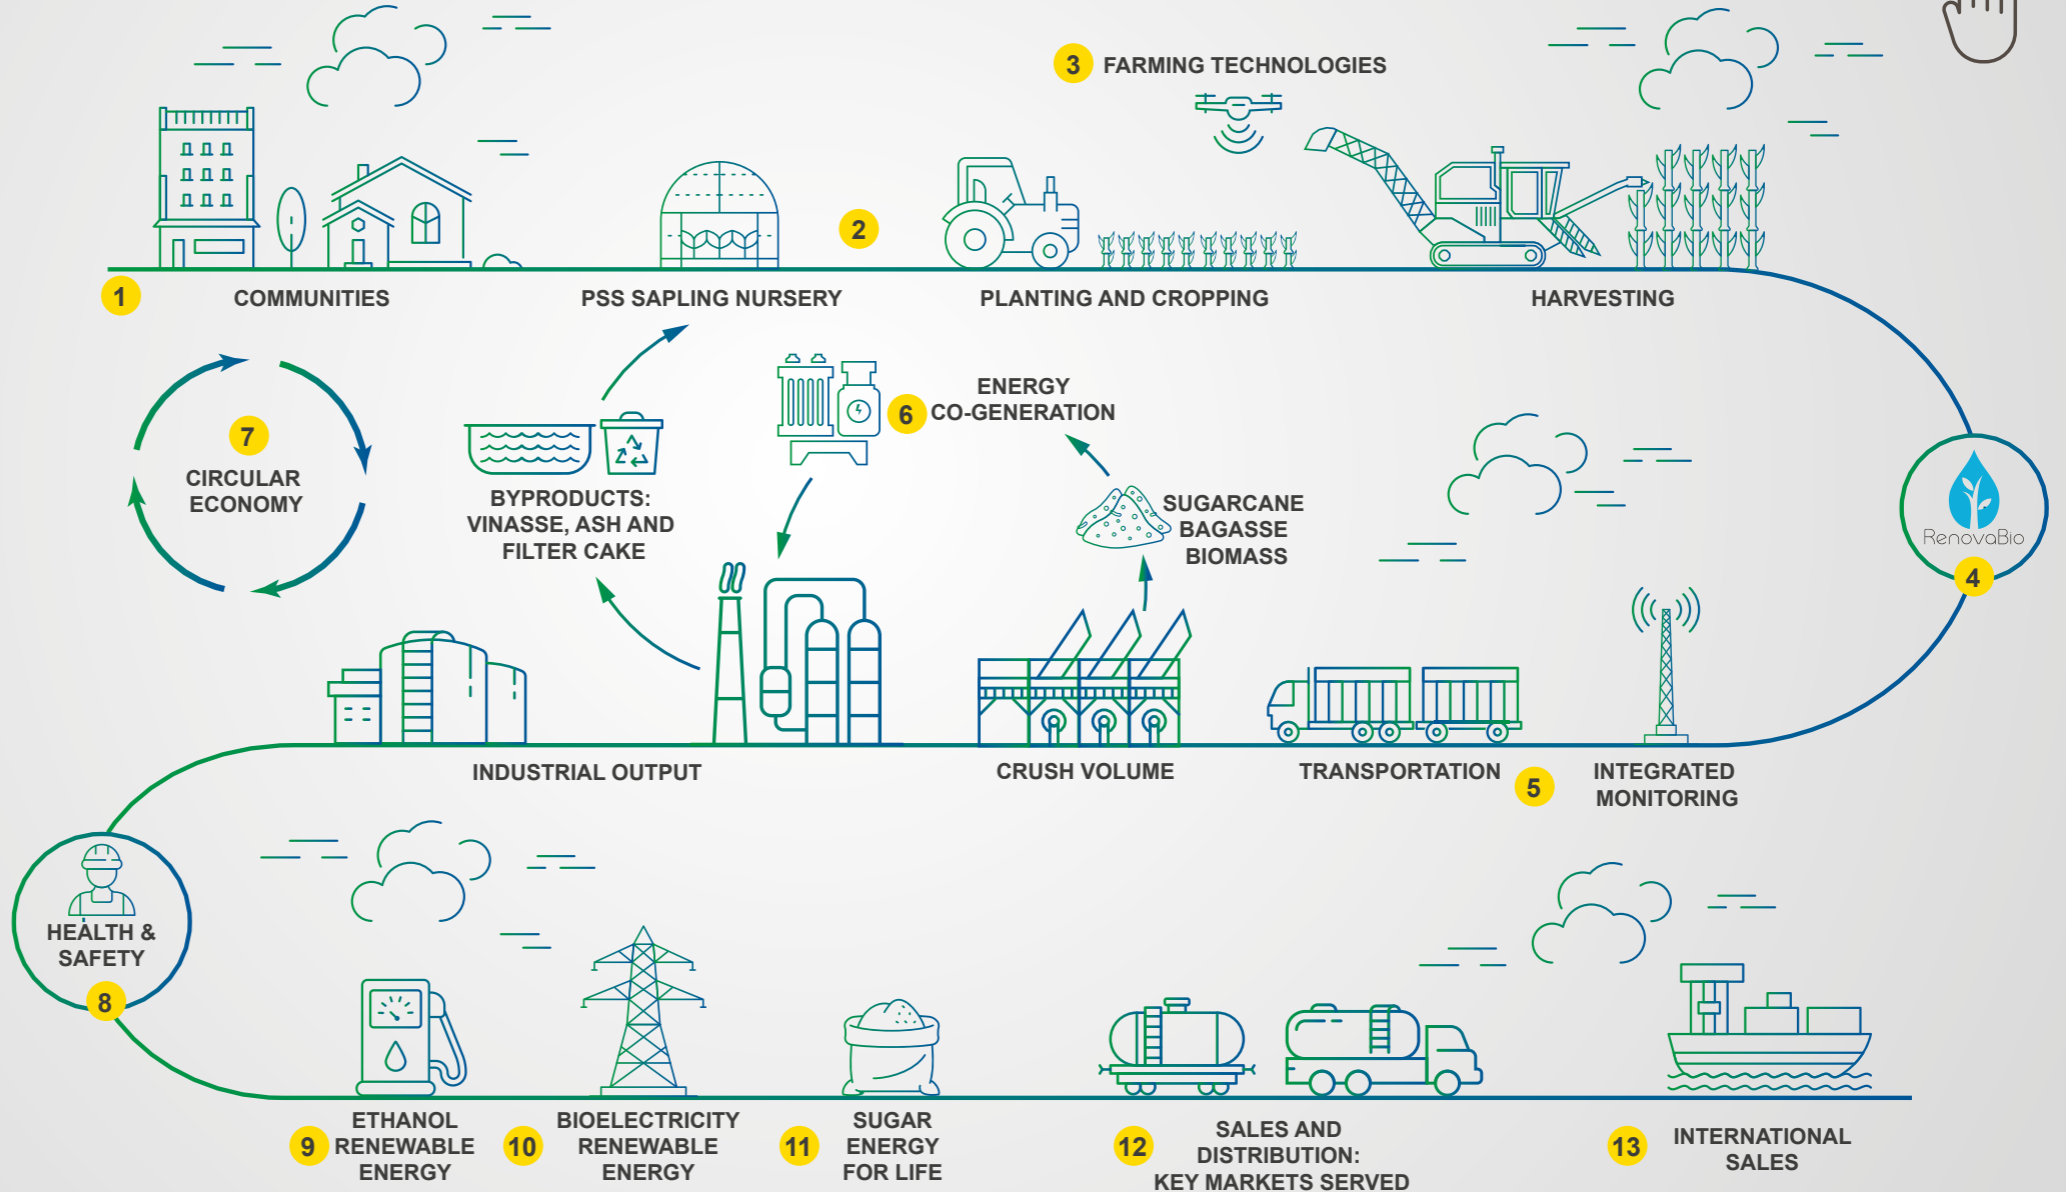 3 FARMING TECHNOLOGIES
2
1 COMMUNITIES
PSS SAPLING NURSERY
PLANTING AND CROPPING
HARVESTING
7
CIRCULAR
ECONOMY
BYPRODUCTS:
VINASSE, ASH AND
FILTER CAKE
6
ENERGY
CO-GENERATION
SUGARCANE
BAGASSE
BIOMASS
RenovaBio
4
INDUSTRIAL OUTPUT
CRUSH VOLUME
TRANSPORTATION
5
INTEGRATED
MONITORING
HEALTH &
SAFETY
8
9
ETHANOL
RENEWABLE
ENERGY
10
BIOELECTRICITY
RENEWABLE
ENERGY
11
SUGAR
ENERGY
FOR LIFE
12
SALES AND
DISTRIBUTION:
KEY MARKETS SERVED
13
INTERNATIONAL
SALES